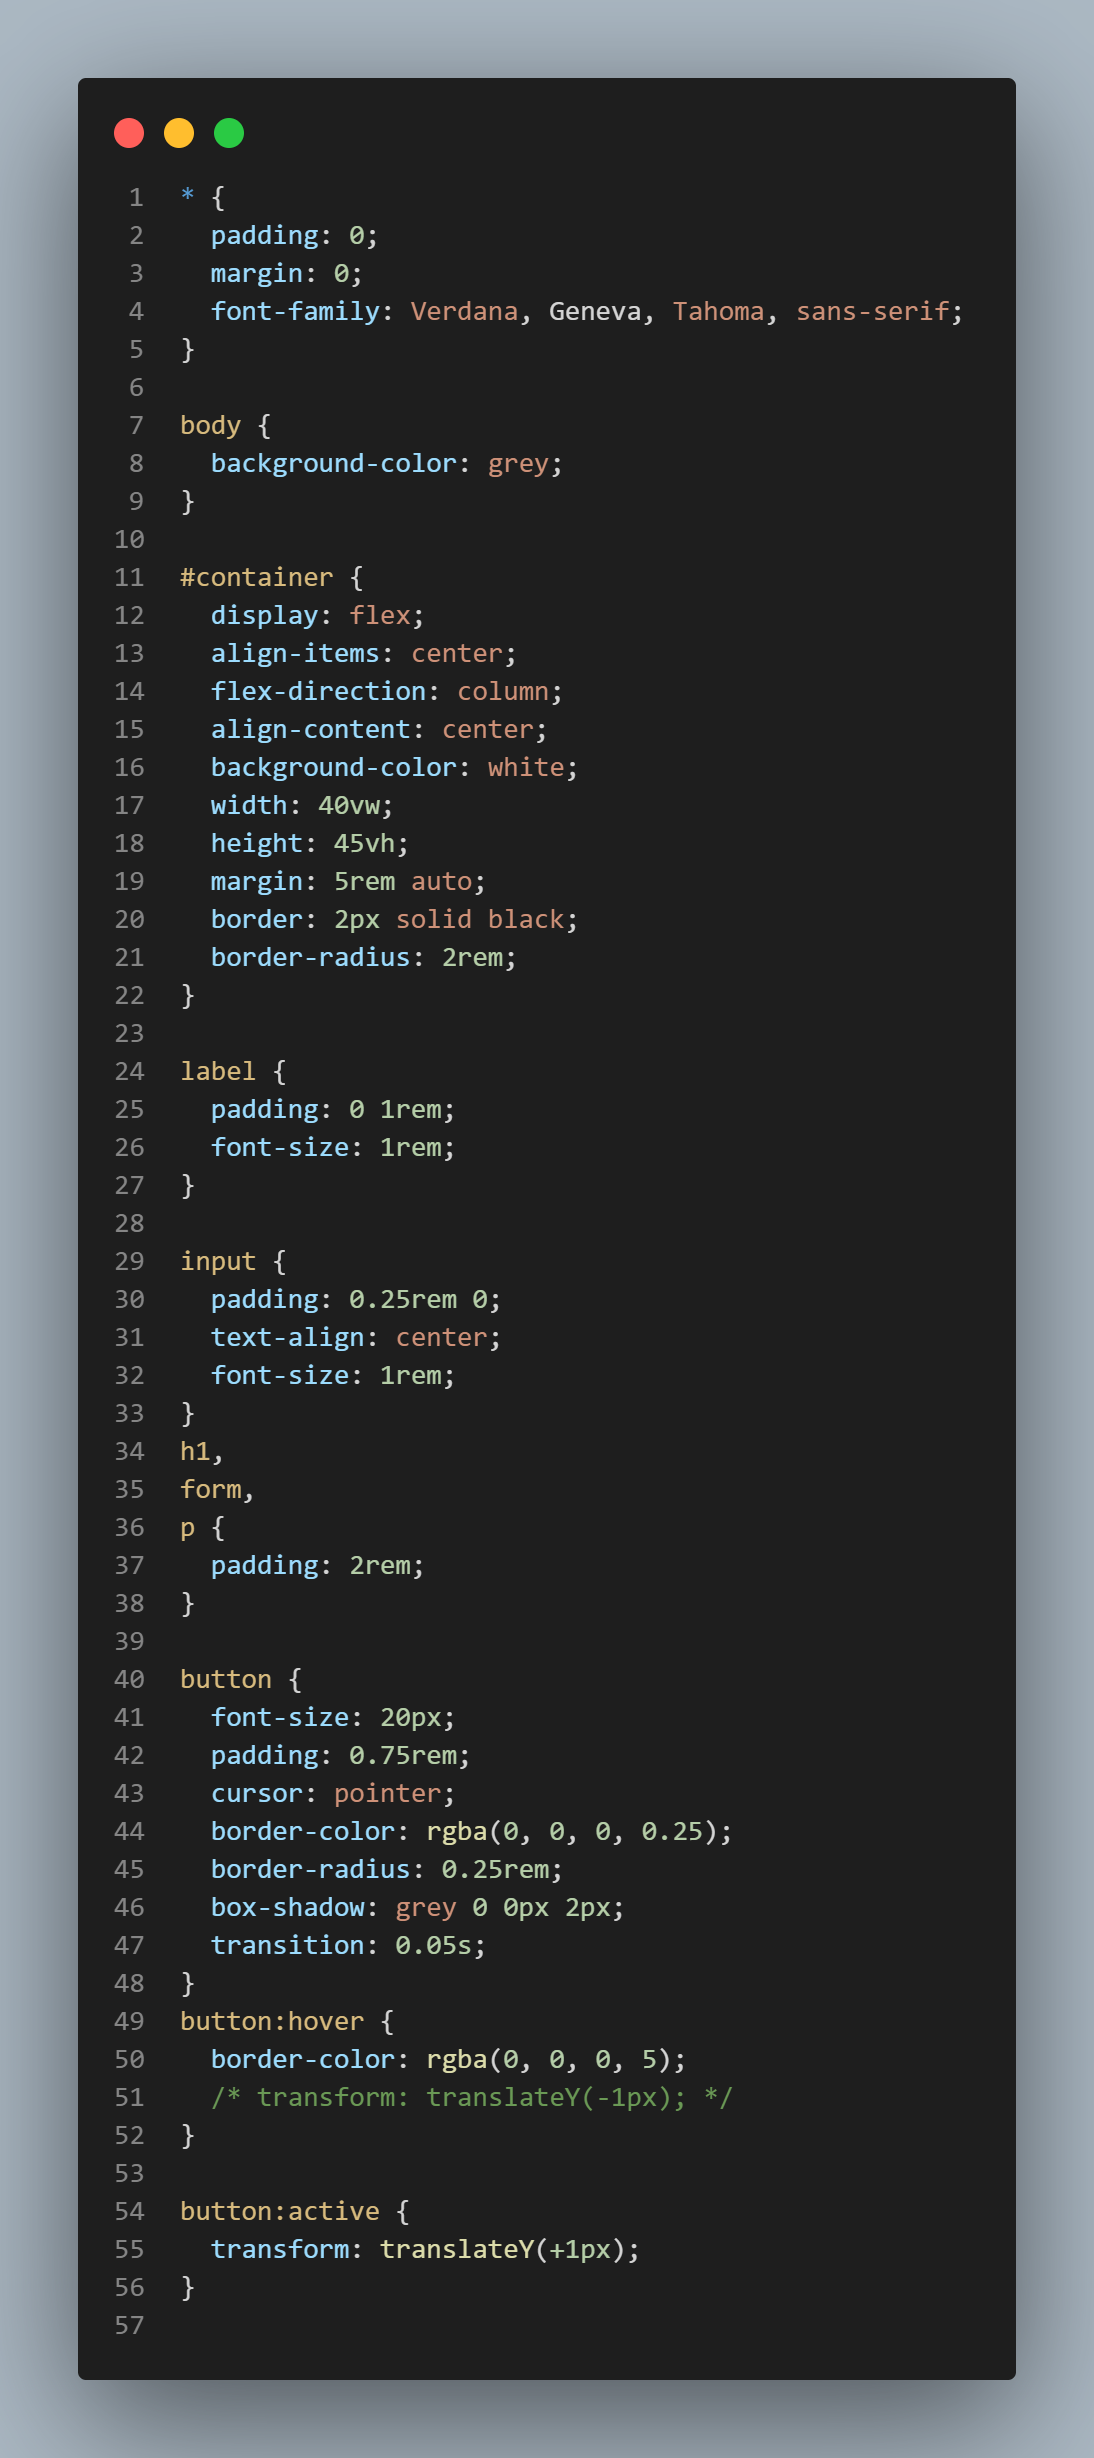 1 * {
2   padding: 0;
3   margin: 0;
4   font-family: Verdana, Geneva, Tahoma, sans-serif;
5 }
6
7 body {
8   background-color: grey;
9 }
10
11 #container {
12   display: flex;
13   align-items: center;
14   flex-direction: column;
15   align-content: center;
16   background-color: white;
17   width: 40vw;
18   height: 45vh;
19   margin: 5rem auto;
20   border: 2px solid black;
21   border-radius: 2rem;
22 }
23
24 label {
25   padding: 0 1rem;
26   font-size: 1rem;
27 }
28
29 input {
30   padding: 0.25rem 0;
31   text-align: center;
32   font-size: 1rem;
33 }
34 h1,
35 form,
36 p {
37   padding: 2rem;
38 }
39
40 button {
41   font-size: 20px;
42   padding: 0.75rem;
43   cursor: pointer;
44   border-color: rgba(0, 0, 0, 0.25);
45   border-radius: 0.25rem;
46   box-shadow: grey 0 0px 2px;
47   transition: 0.05s;
48 }
49 button:hover {
50   border-color: rgba(0, 0, 0, 5);
51   /* transform: translateY(-1px); */
52 }
53
54 button:active {
55   transform: translateY(+1px);
56 }
57